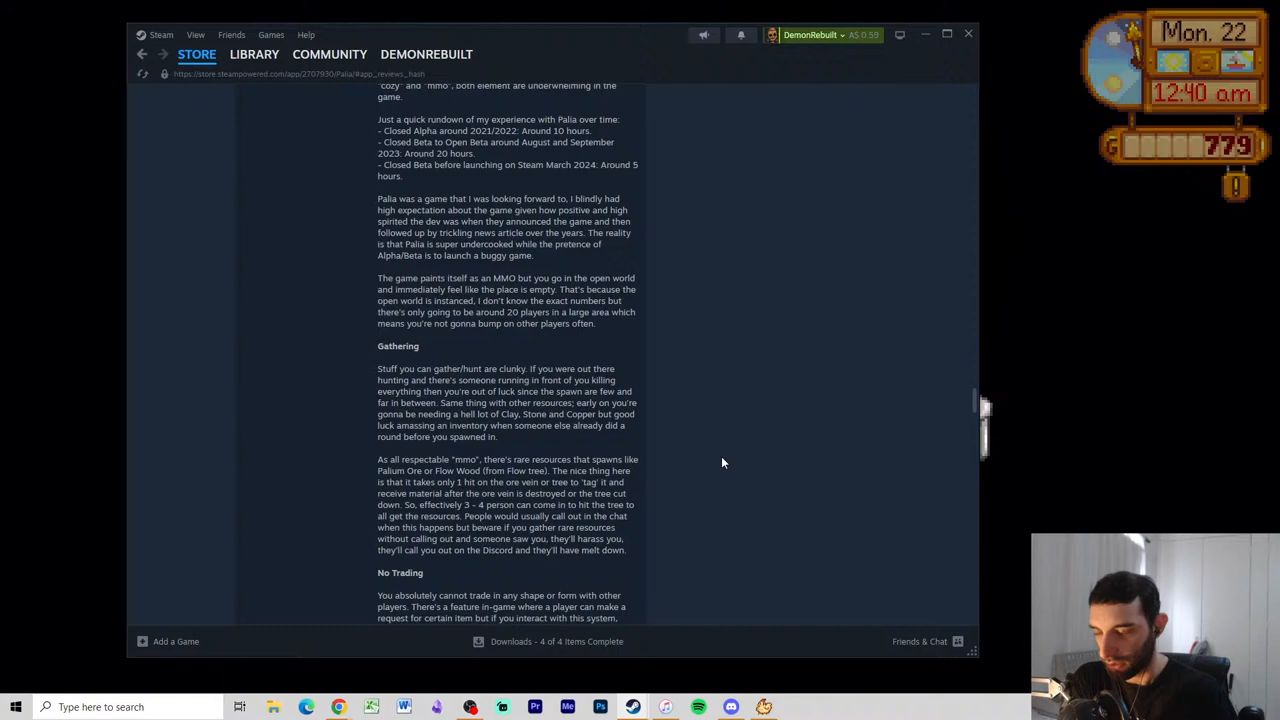 Steam View Friends Games Help
DemonRebuilt A$ 0.59
STORE LIBRARY COMMUNITY DEMONREBUILT
https://store.steampowered.com/app/2707930/Palia/#app_reviews_hash
"cozy" and "mmo", both element are underwhelming in the
game.
Just a quick rundown of my experience with Palia over time:
- Closed Alpha around 2021/2022: Around 10 hours.
- Closed Beta to Open Beta around August and September
2023: Around 20 hours.
- Closed Beta before launching on Steam March 2024: Around 5
hours.
Palia was a game that I was looking forward to, I blindly had
high expectation about the game given how positive and high
spirited the dev was when they announced the game and then
followed up by trickling news article over the years. The reality
is that Palia is super undercooked while the pretence of
Alpha/Beta is to launch a buggy game.
The game paints itself as an MMO but you go in the open world
and immediately feel like the place is empty. That's because the
open world is instanced, I don't know the exact numbers but
there's only going to be around 20 players in a large area which
means you're not gonna bump on other players often.
Gathering
Stuff you can gather/hunt are clunky. If you were out there
hunting and there's someone running in front of you killing
everything then you're out of luck since the spawn are few and
far in between. Same thing with other resources; early on you're
gonna be needing a hell lot of Clay, Stone and Copper but good
luck amassing an inventory when someone else already did a
round before you spawned in.
As all respectable "mmo", there's rare resources that spawns like
Palium Ore or Flow Wood (from Flow tree). The nice thing here
is that it takes only 1 hit on the ore vein or tree to 'tag' it and
receive material after the ore vein is destroyed or the tree cut
down. So, effectively 3 - 4 person can come in to hit the tree to
all get the resources. People would usually call out in the chat
when this happens but beware if you gather rare resources
without calling out and someone saw you, they'll harass you,
they'll call you out on the Discord and they'll have melt down.
No Trading
You absolutely cannot trade in any shape or form with other
players. There's a feature in-game where a player can make a
request for certain item but if you interact with this system,
Add a Game
Downloads - 4 of 4 Items Complete
Friends & Chat
Mon. 22
12:40 am
G 779
!
Type here to search
Pr Me Ps